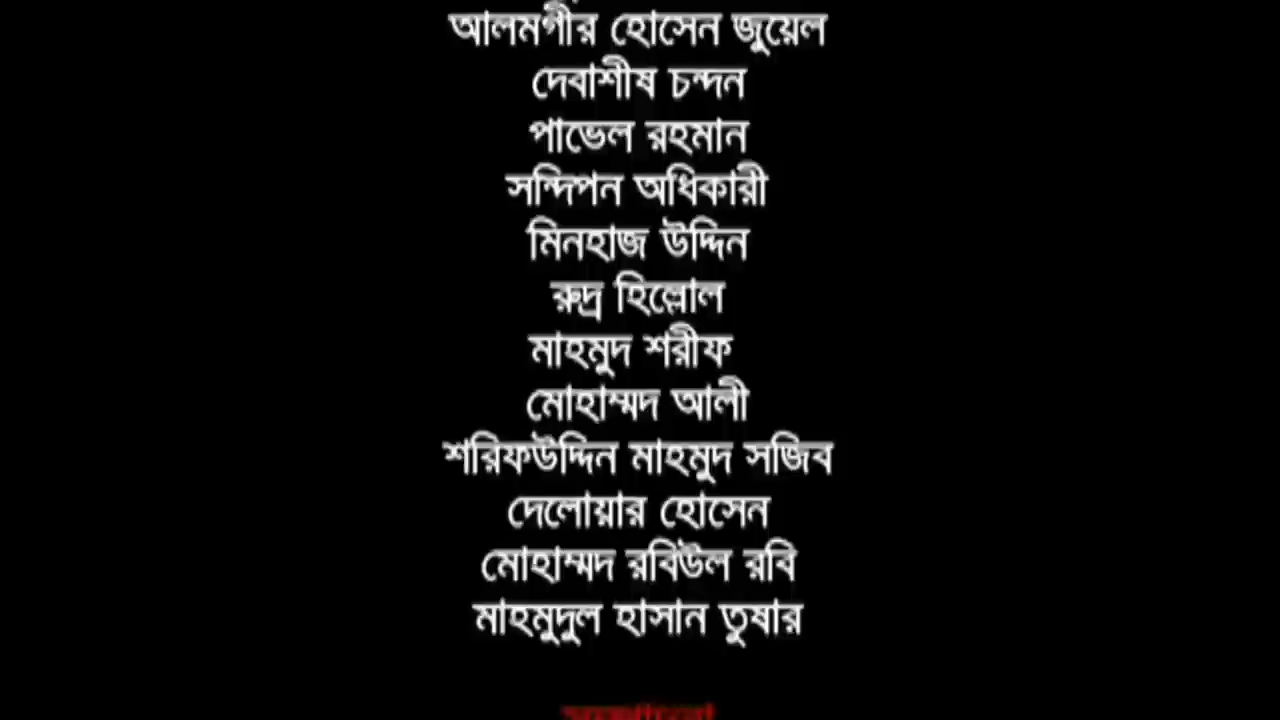 আলমগীর হোসেন জুয়েল
দেবাশীষ চন্দন
পাভেল রহমান
সন্দিপন অধিকারী
মিনহাজ উদ্দিন
রুদ্র হিল্লোল
মাহমুদ শরীফ
মোহাম্মদ আলী
শরিফউদ্দিন মাহমুদ সজিব
দেলোয়ার হোসেন
মোহাম্মদ রবিউল রবি
মাহমুদুল হাসান তুষার